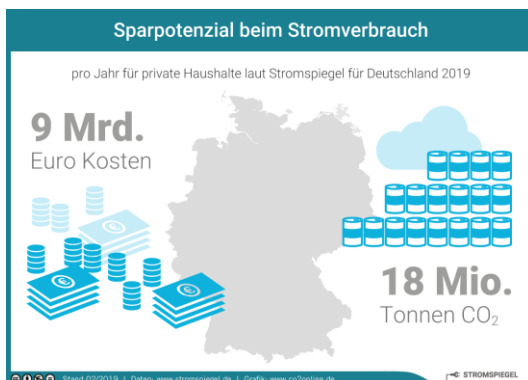 Sparpotenzial beim Stromverbrauch
pro Jahr für private Haushalte laut Stromspiegel für Deutschland 2019
9 Mrd.
Euro Kosten
18 Mio.
Tonnen CO₂
Stand 02/2019 | Daten: www.stromspiegel.de | Grafik: www.co2online.de
STROMSPIEGEL